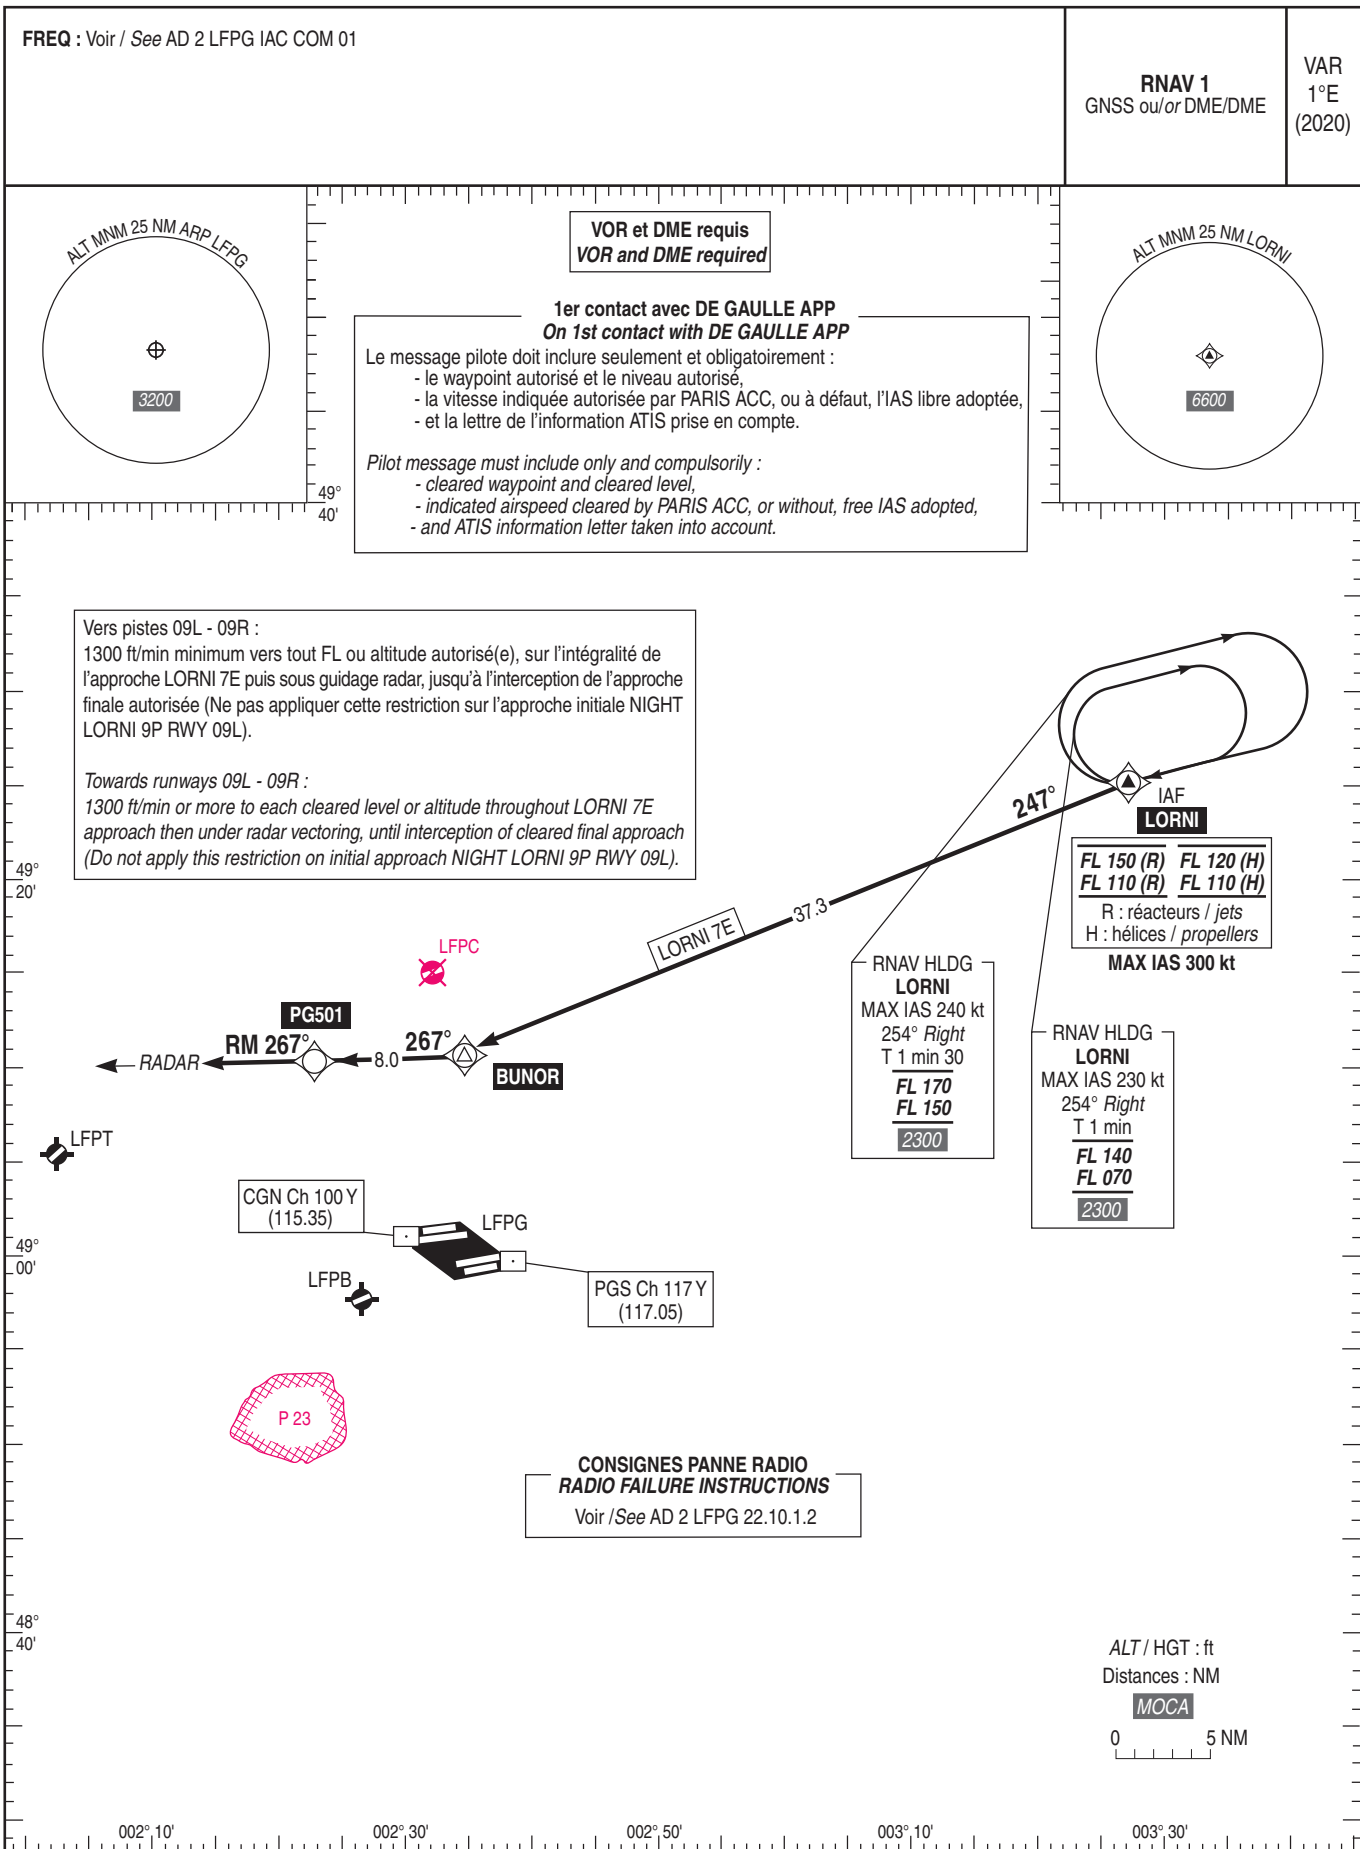 FREQ : Voir / See AD 2 LFPG IAC COM 01
RNAV 1
GNSS ou/or DME/DME
VAR
1°E
(2020)
ALT MNM 25 NM ARP LFPG
3200
VOR et DME requis
VOR and DME required
ALT MNM 25 NM LORNI
6600
1er contact avec DE GAULLE APP
On 1st contact with DE GAULLE APP
Le message pilote doit inclure seulement et obligatoirement :
- le waypoint autorisé et le niveau autorisé,
- la vitesse indiquée autorisée par PARIS ACC, ou à défaut, l'IAS libre adoptée,
- et la lettre de l'information ATIS prise en compte.
Pilot message must include only and compulsorily :
- cleared waypoint and cleared level,
- indicated airspeed cleared by PARIS ACC, or without, free IAS adopted,
- and ATIS information letter taken into account.
49°
40'
Vers pistes 09L - 09R :
1300 ft/min minimum vers tout FL ou altitude autorisé(e), sur l'intégralité de
l'approche LORNI 7E puis sous guidage radar, jusqu'à l'interception de l'approche
finale autorisée (Ne pas appliquer cette restriction sur l'approche initiale NIGHT
LORNI 9P RWY 09L).
Towards runways 09L - 09R :
1300 ft/min or more to each cleared level or altitude throughout LORNI 7E
approach then under radar vectoring, until interception of cleared final approach
(Do not apply this restriction on initial approach NIGHT LORNI 9P RWY 09L).
247°
IAF
LORNI
FL 150 (R) FL 120 (H)
FL 110 (R) FL 110 (H)
R : réacteurs / jets
H : hélices / propellers
MAX IAS 300 kt
49°
20'
37.3
LORNI 7E
LFPC
RNAV HLDG
LORNI
MAX IAS 240 kt
254° Right
T 1 min 30
FL 170
FL 150
2300
RNAV HLDG
LORNI
MAX IAS 230 kt
254° Right
T 1 min
FL 140
FL 070
2300
PG501
RM 267°
267°
RADAR
8.0
BUNOR
LFPT
CGN Ch 100 Y
(115.35)
LFPG
49°
00'
LFPB
PGS Ch 117 Y
(117.05)
P 23
CONSIGNES PANNE RADIO
RADIO FAILURE INSTRUCTIONS
Voir /See AD 2 LFPG 22.10.1.2
48°
40'
ALT / HGT : ft
Distances : NM
MOCA
0 5 NM
002° 10' 002° 30' 002° 50' 003° 10' 003° 30'